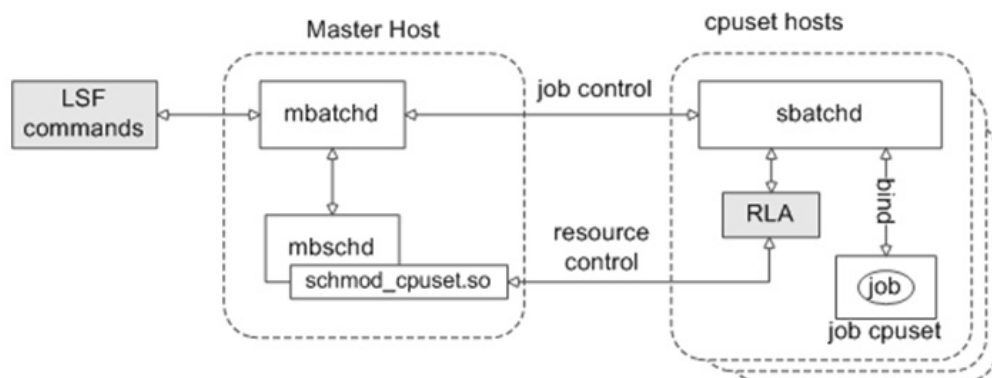 Master Host
cpuset hosts
LSF
commands
mbatchd
job control
sbatchd
bind
RLA
mbschd
schmod_cpuset.so
resource
control
job
job cpuset